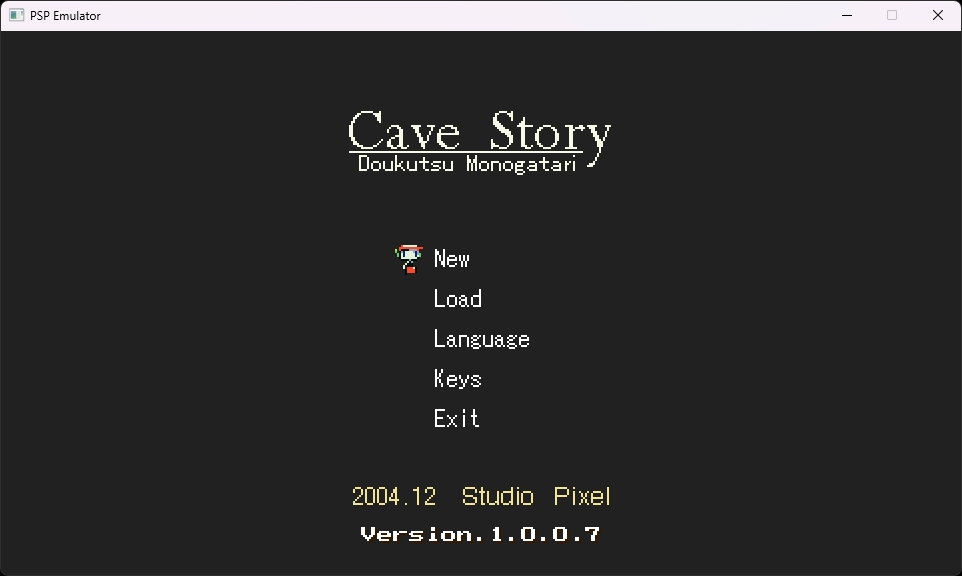 PSP Emulator
Cave Story
Doukutsu Monogatari
New
Load
Language
Keys
Exit
2004.12 Studio Pixel
Version.1.0.0.7